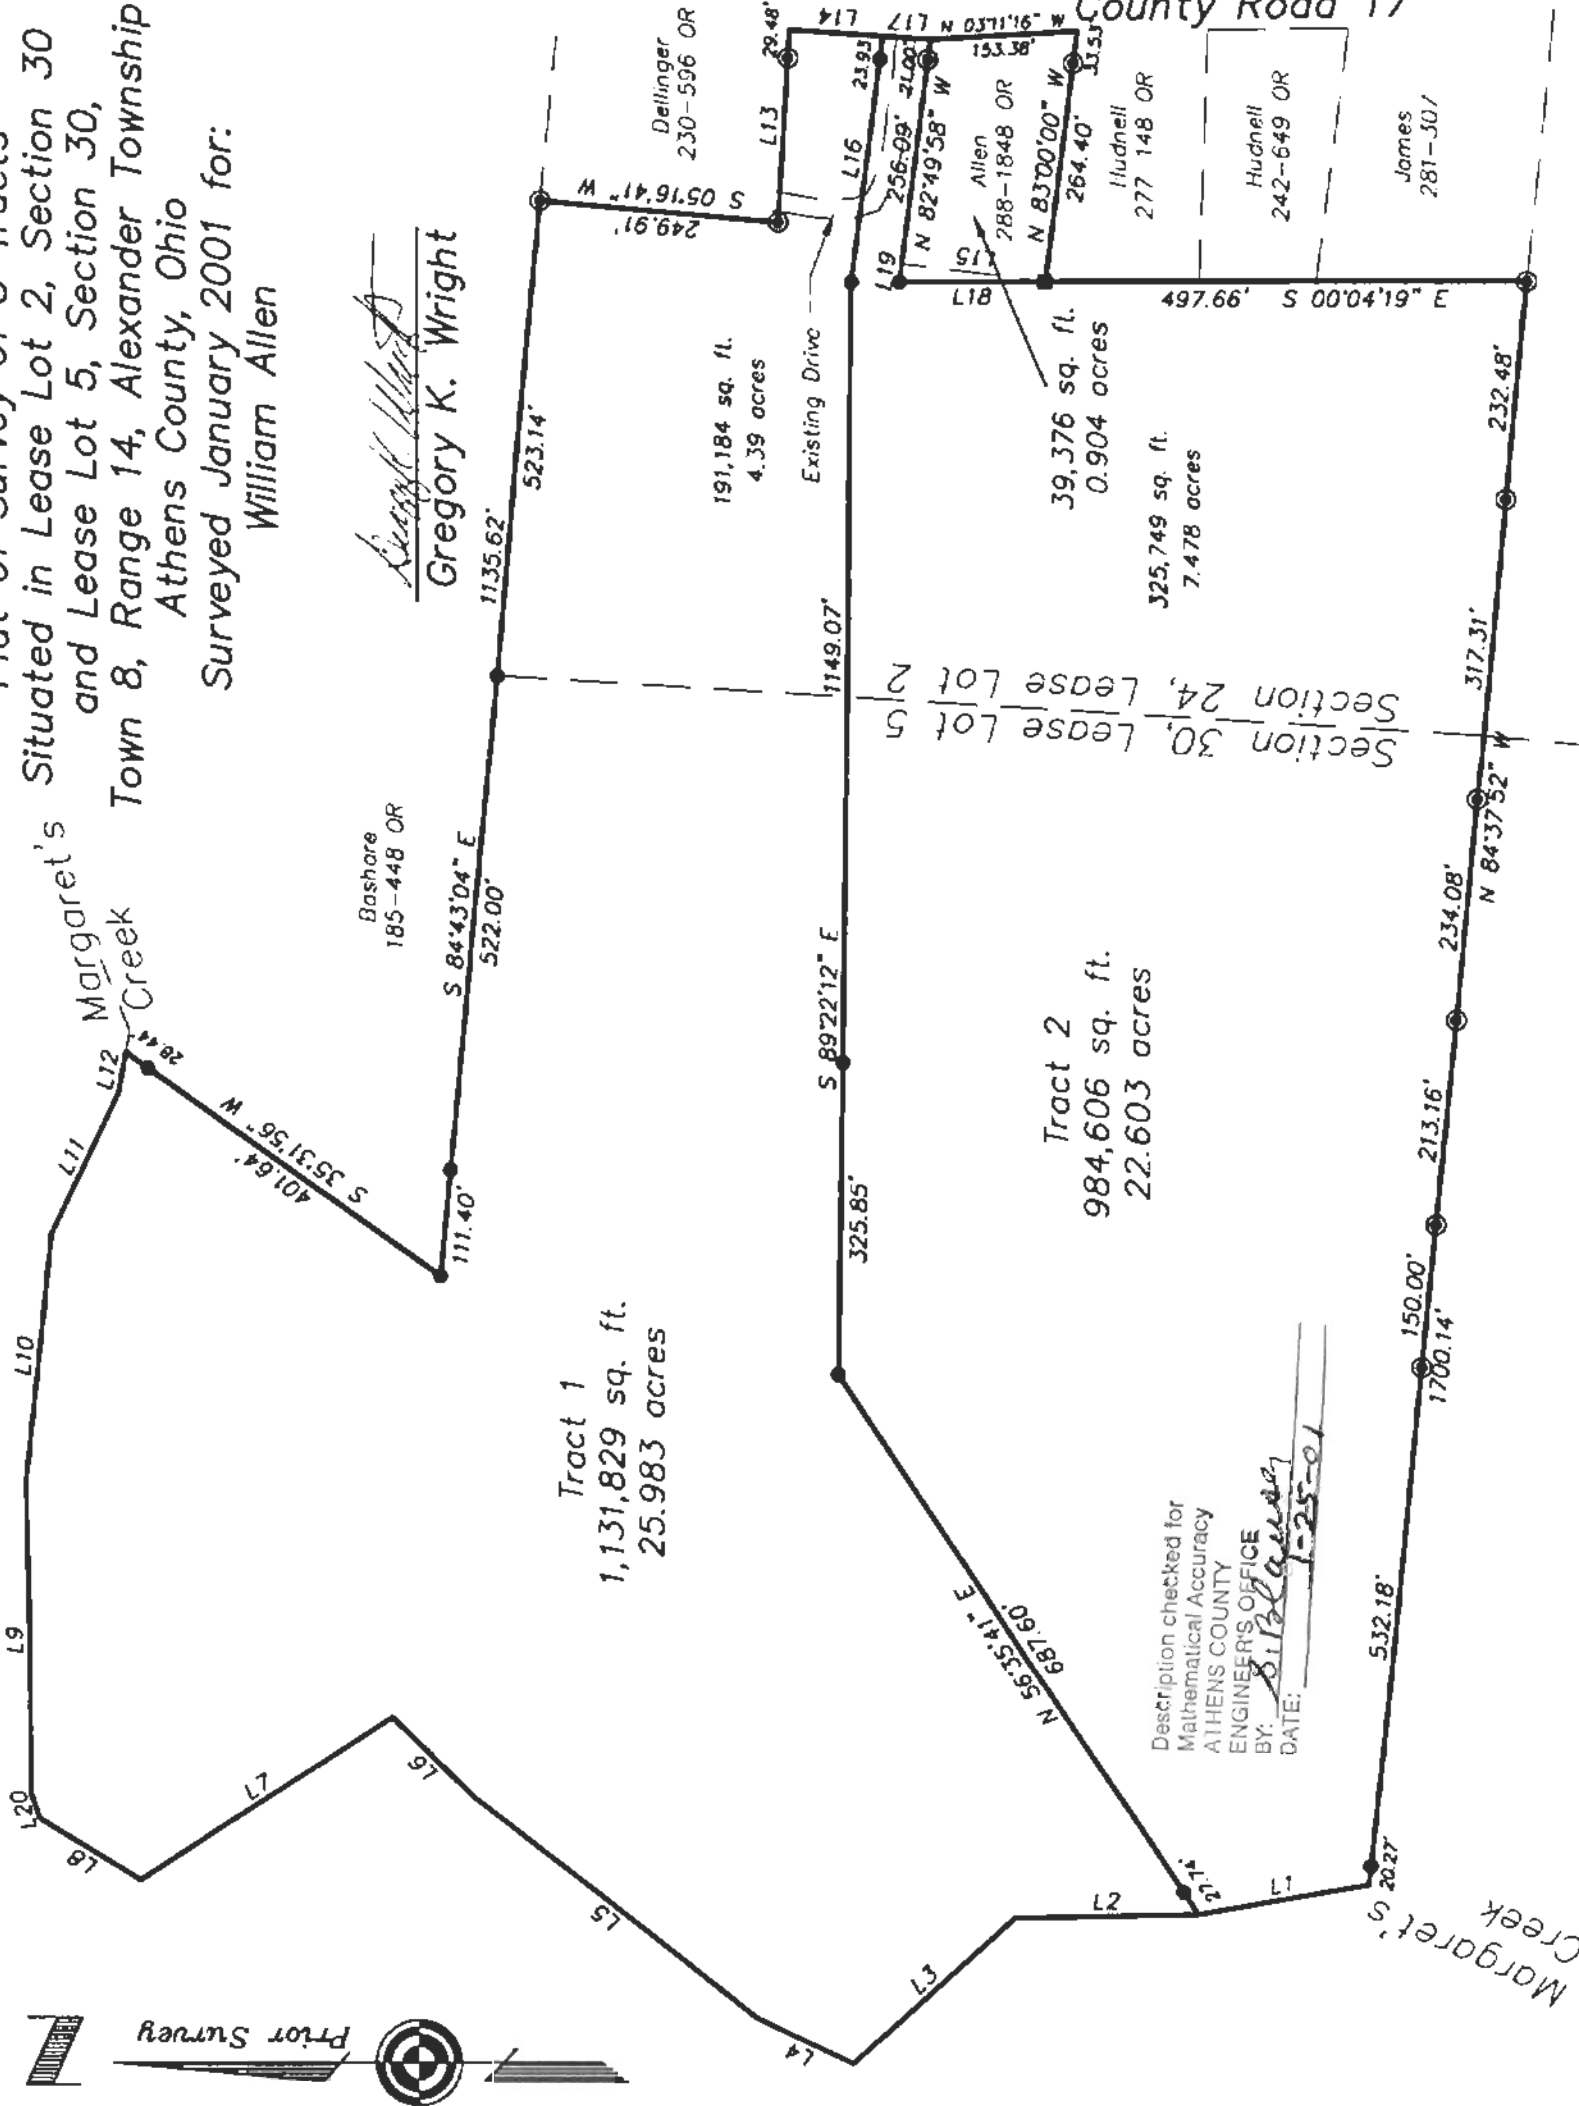 Situated in Lease Lot 2, Section 30
and Lease Lot 5, Section 30,
Town 8, Range 14, Alexander Township
Athens County, Ohio
Surveyed January 2001 for:
William Allen
Gregory K. Wright
Margaret's
Creek
Bashare
185-448 OR
Dellinger
230-596 OR
County Road 17
L20
L9
L10
L11
L12
28.44'
S 35°31'56" W
401.64'
111.40'
S 84°43'04" E
522.00'
1135.62'
523.14'
S 05°16'41" W
249.91'
L13
29.48'
L14
L17
N 03°11'16" W
153.38'
L16
23.93
21.00'
256.09'
N 82°49'58" W
L19
Allen
288-1848 OR
L15
L18
N 83°00'00" W
264.40'
33.53
Hudnell
277 148 OR
Hudnell
242-649 OR
James
281-307
497.66' S 00°04'19" E
191,184 sq. ft.
4.39 acres
Existing Drive
39,376 sq. ft.
0.904 acres
325,749 sq. ft.
7.478 acres
1149.07'
S 89°22'12" E
325.85'
Section 30, Lease Lot 5
Section 24, Lease Lot 2
Tract 1
1,131,829 sq. ft.
25.983 acres
Tract 2
984,606 sq. ft.
22.603 acres
N 56°35'41" E
687.60'
L8
L7
L6
L5
L4
L3
L2
L1
20.27'
532.18'
150.00'
1700.14'
213.16'
234.08'
N 84°37'52" W
317.31'
232.48'
Description checked for
Mathematical Accuracy
ATHENS COUNTY
ENGINEER'S OFFICE
BY:
DATE: 1-25-01
Margaret's
Creek
Prior Survey